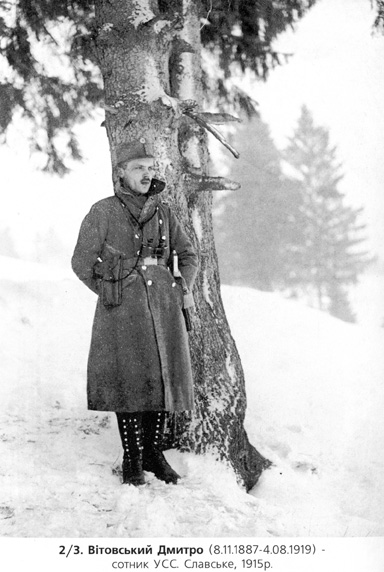 2/3. Вітовський Дмитро (8.11.1887-4.08.1919) -
сотник УСС. Славське, 1915р.